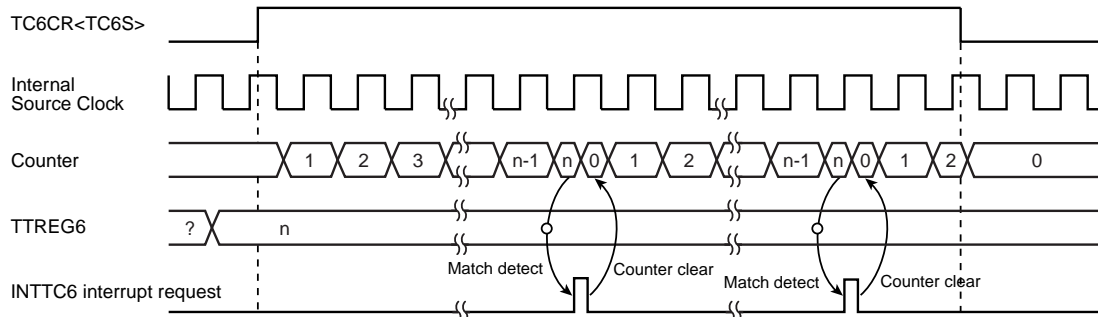 TC6CR<TC6S>
Internal
Source Clock
Counter
1 2 3 n-1 n 0 1 2 n-1 n 0 1 2 0
TTREG6
? n
Match detect Counter clear Match detect Counter clear
INTTC6 interrupt request